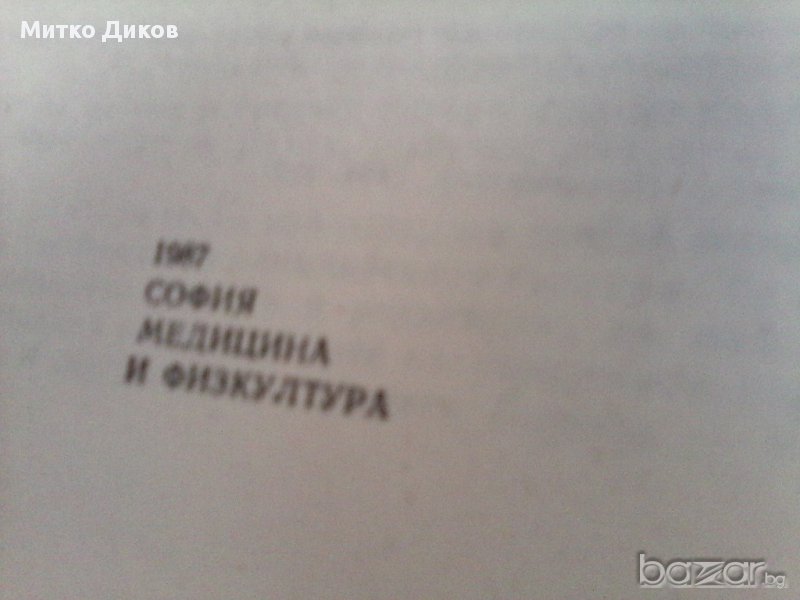 Митко Диков
1987
СОФИЯ
МЕДИЦИНА
И ФИЗКУЛТУРА
bazar.bg